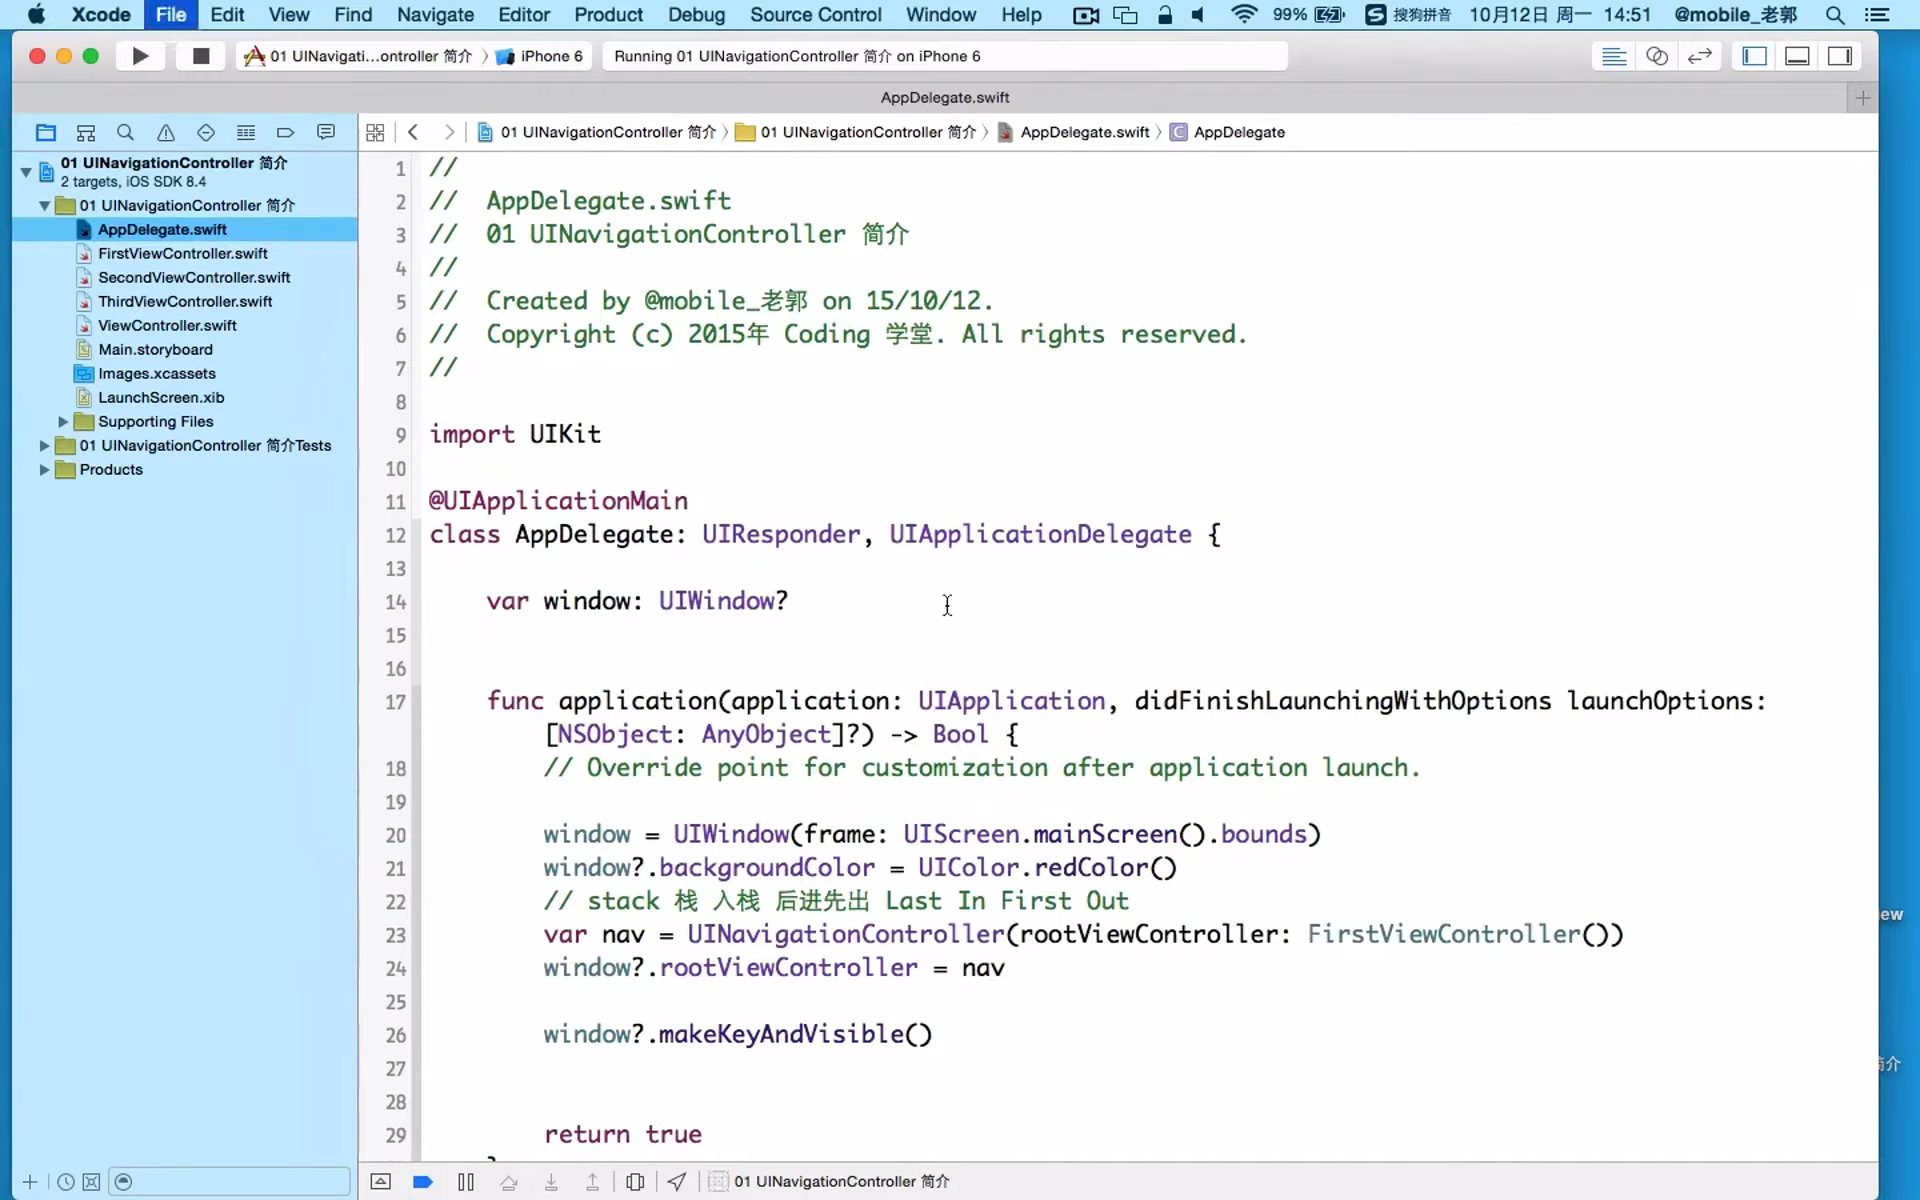 Xcode File Edit View Find Navigate Editor Product Debug Source Control Window Help 99% 搜狗拼音 10月12日 周一 14:51 @mobile_老郭
01 UINavigati...ontroller 简介 iPhone 6 Running 01 UINavigationController 简介 on iPhone 6
AppDelegate.swift
01 UINavigationController 简介 01 UINavigationController 简介 AppDelegate.swift C AppDelegate
01 UINavigationController 简介
2 targets, iOS SDK 8.4
01 UINavigationController 简介
AppDelegate.swift
FirstViewController.swift
SecondViewController.swift
ThirdViewController.swift
ViewController.swift
Main.storyboard
Images.xcassets
LaunchScreen.xib
Supporting Files
01 UINavigationController 简介Tests
Products
1 //
2 // AppDelegate.swift
3 // 01 UINavigationController 简介
4 //
5 // Created by @mobile_老郭 on 15/10/12.
6 // Copyright (c) 2015年 Coding 学堂. All rights reserved.
7 //
8
9 import UIKit
10
11 @UIApplicationMain
12 class AppDelegate: UIResponder, UIApplicationDelegate {
13
14 var window: UIWindow?
15
16
17 func application(application: UIApplication, didFinishLaunchingWithOptions launchOptions:
[NSObject: AnyObject]?) -> Bool {
18 // Override point for customization after application launch.
19
20 window = UIWindow(frame: UIScreen.mainScreen().bounds)
21 window?.backgroundColor = UIColor.redColor()
22 // stack 栈 入栈 后进先出 Last In First Out
23 var nav = UINavigationController(rootViewController: FirstViewController())
24 window?.rootViewController = nav
25
26 window?.makeKeyAndVisible()
27
28
29 return true
01 UINavigationController 简介
ew
简介